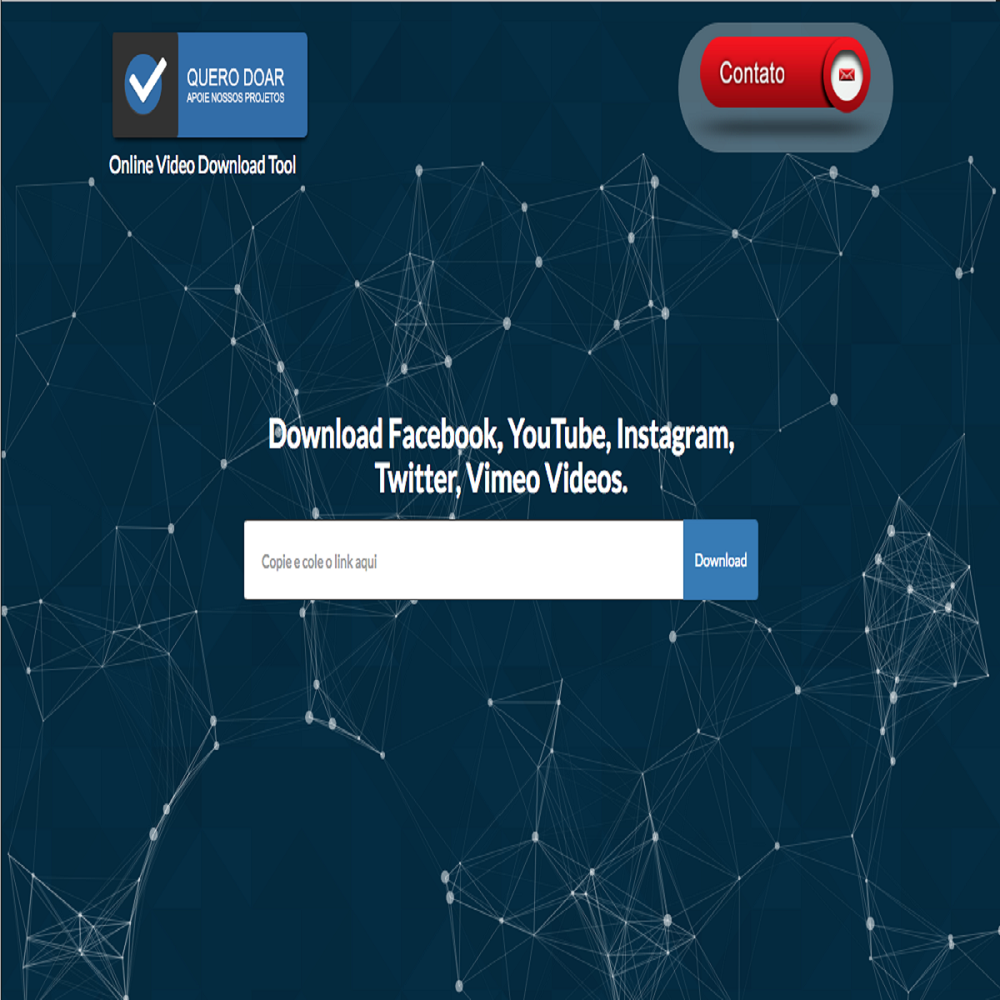 QUERO DOAR
APOIE NOSSOS PROJETOS
Contato
Online Video Download Tool
Download Facebook, YouTube, Instagram,
Twitter, Vimeo Videos.
Copie e cole o link aqui
Download